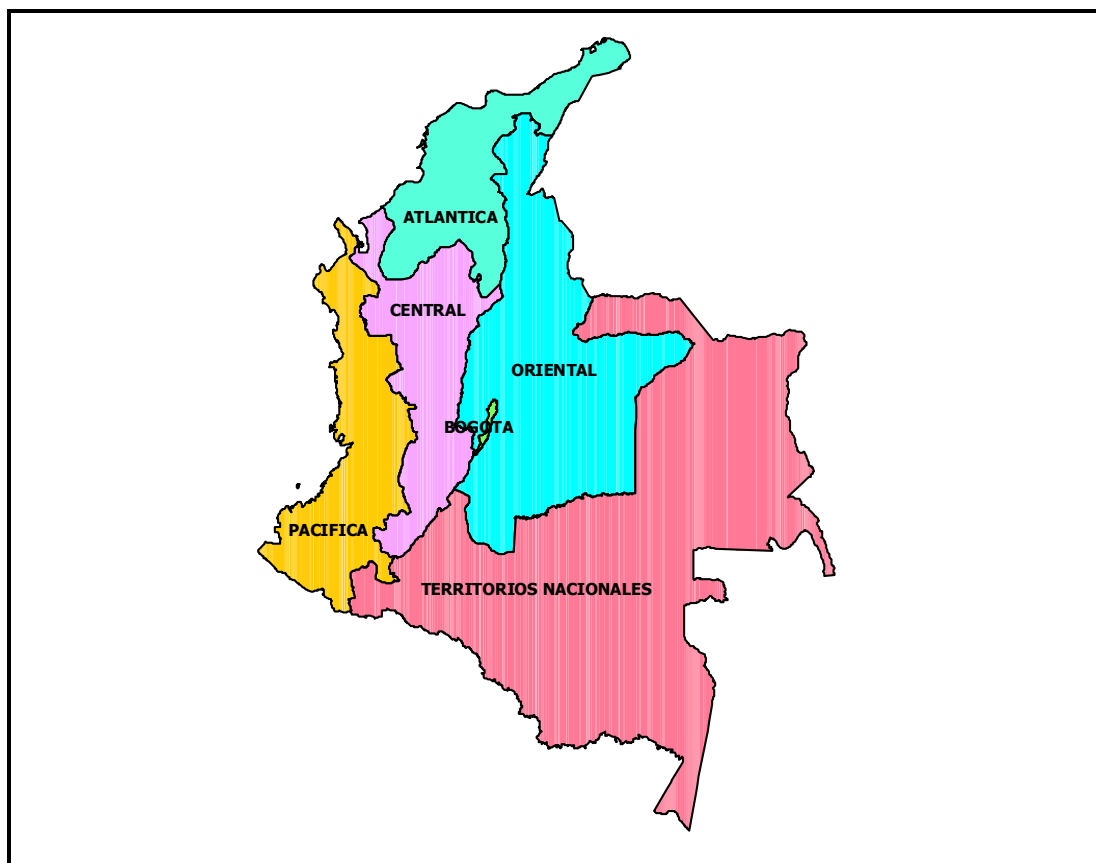 ATLANTICA
CENTRAL
ORIENTAL
BOGOTA
PACIFICA
TERRITORIOS NACIONALES